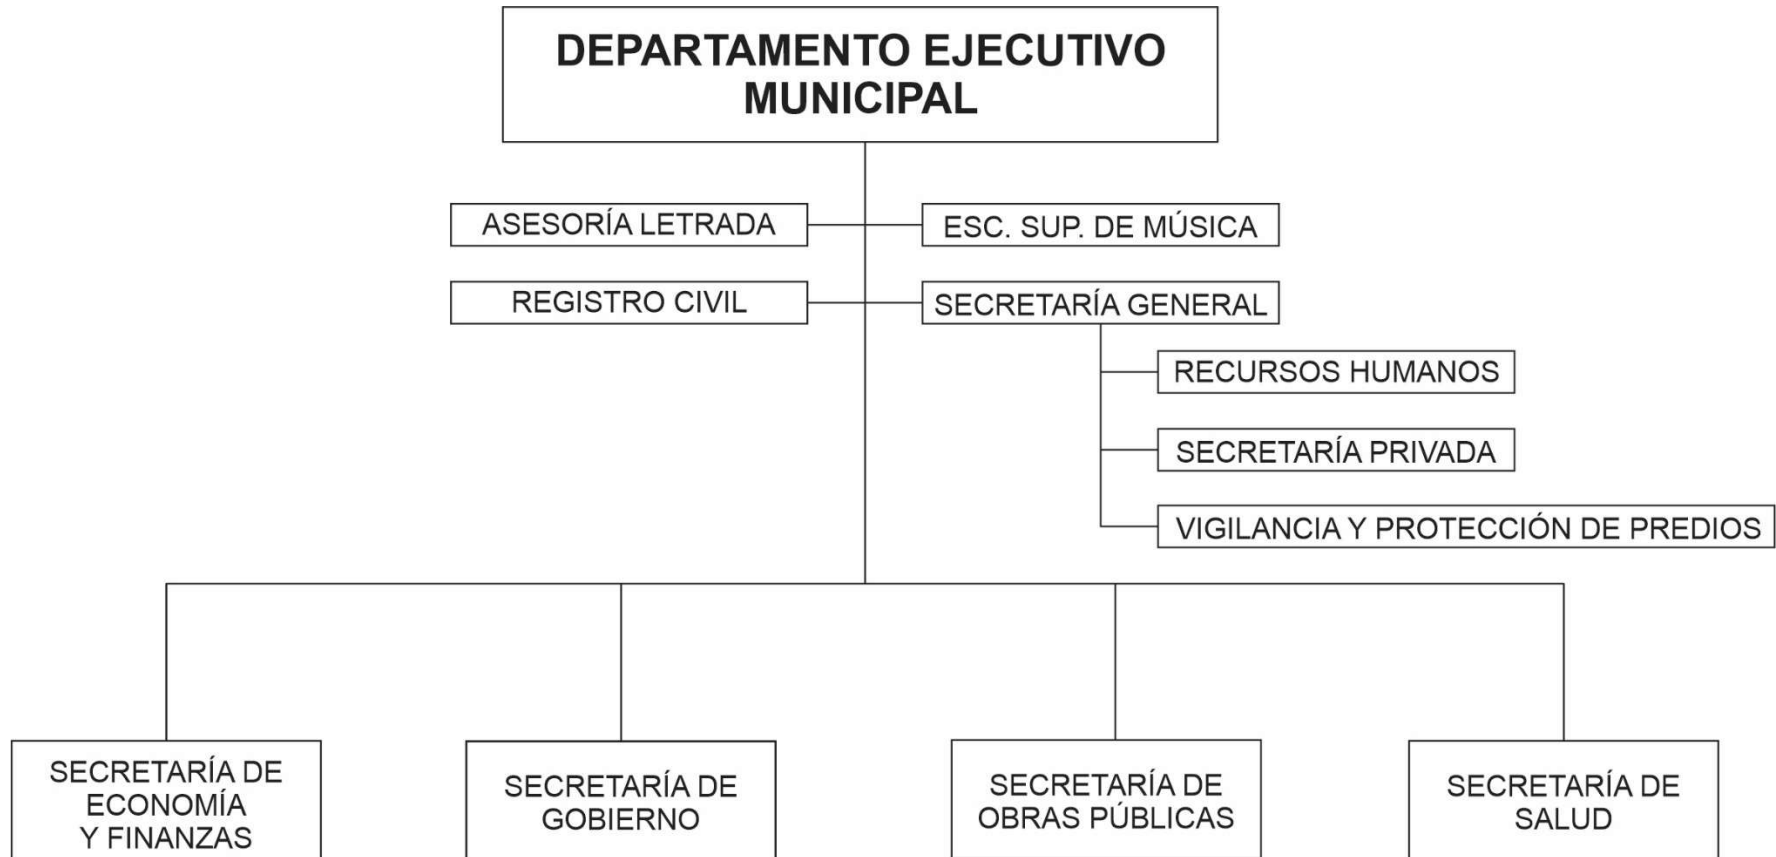 DEPARTAMENTO EJECUTIVO
MUNICIPAL
ASESORÍA LETRADA
ESC. SUP. DE MÚSICA
REGISTRO CIVIL
SECRETARÍA GENERAL
RECURSOS HUMANOS
SECRETARÍA PRIVADA
VIGILANCIA Y PROTECCIÓN DE PREDIOS
SECRETARÍA DE
ECONOMÍA
Y FINANZAS
SECRETARÍA DE
GOBIERNO
SECRETARÍA DE
OBRAS PÚBLICAS
SECRETARÍA DE
SALUD